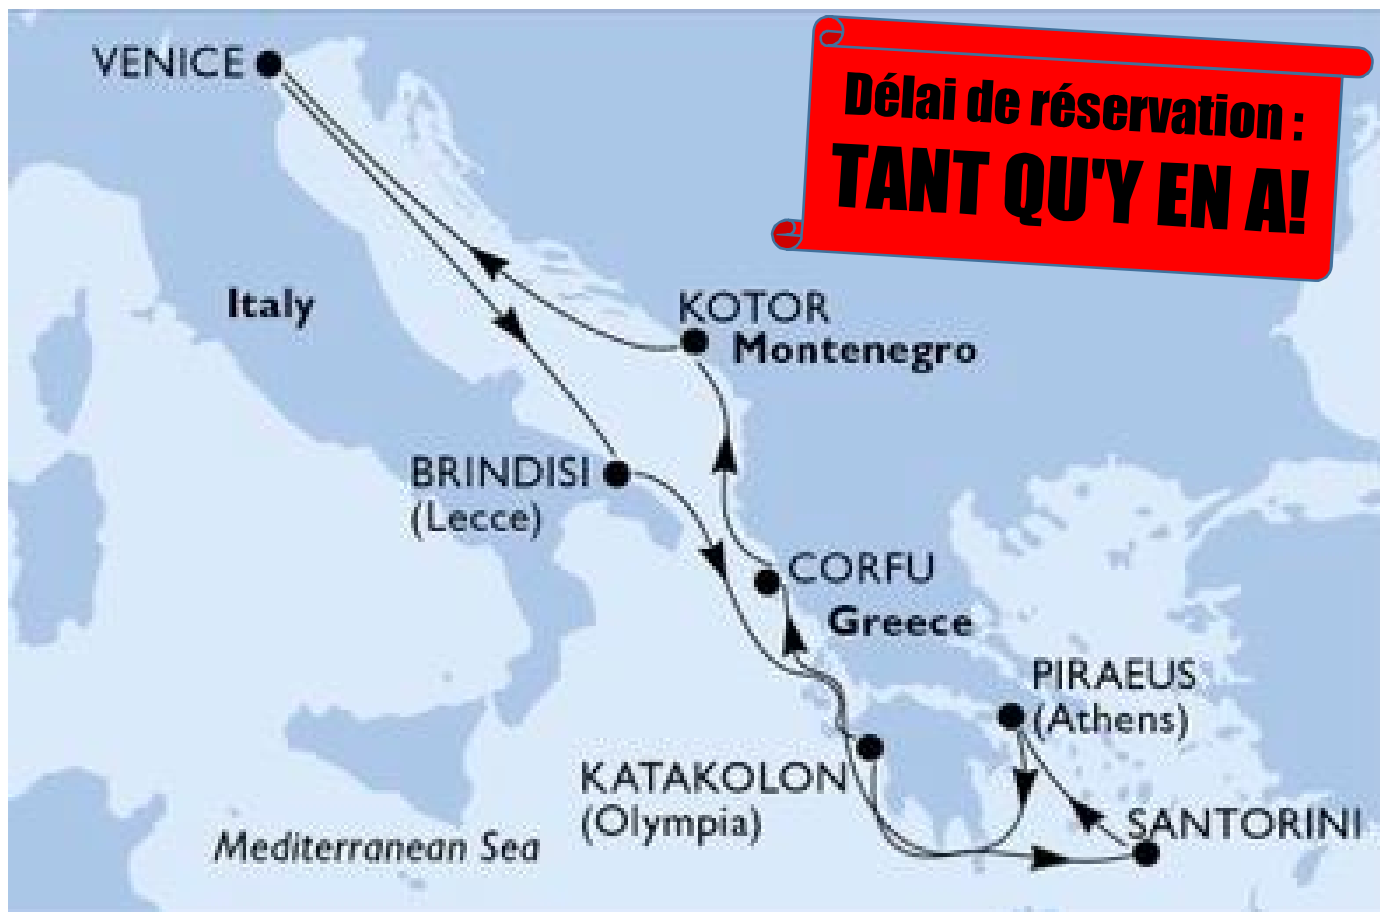 VENICE
Délai de réservation :
TANT QU'Y EN A!
Italy
KOTOR
Montenegro
BRINDISI
(Lecce)
CORFU
Greece
PIRAEUS
(Athens)
KATAKOLON
(Olympia)
SANTORINI
Mediterranean Sea